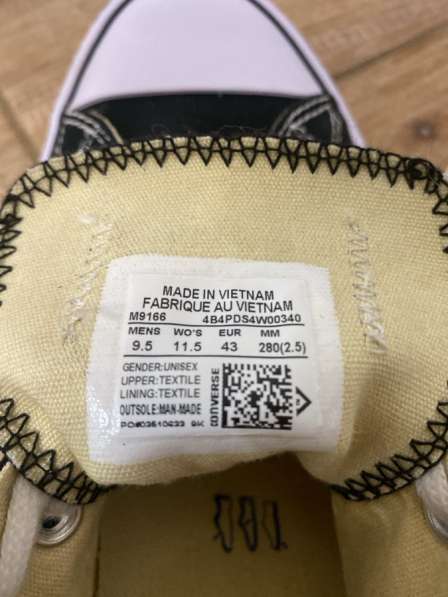 MADE IN VIETNAM
FABRIQUE AU VIETNAM
M9166 4B4PDS4W00340
MENS WO'S EUR MM
9.5 11.5 43 280(2.5)
GENDER:UNISEX
UPPER:TEXTILE
LINING:TEXTILE
OUTSOLE:MAN-MADE
CONVERSE